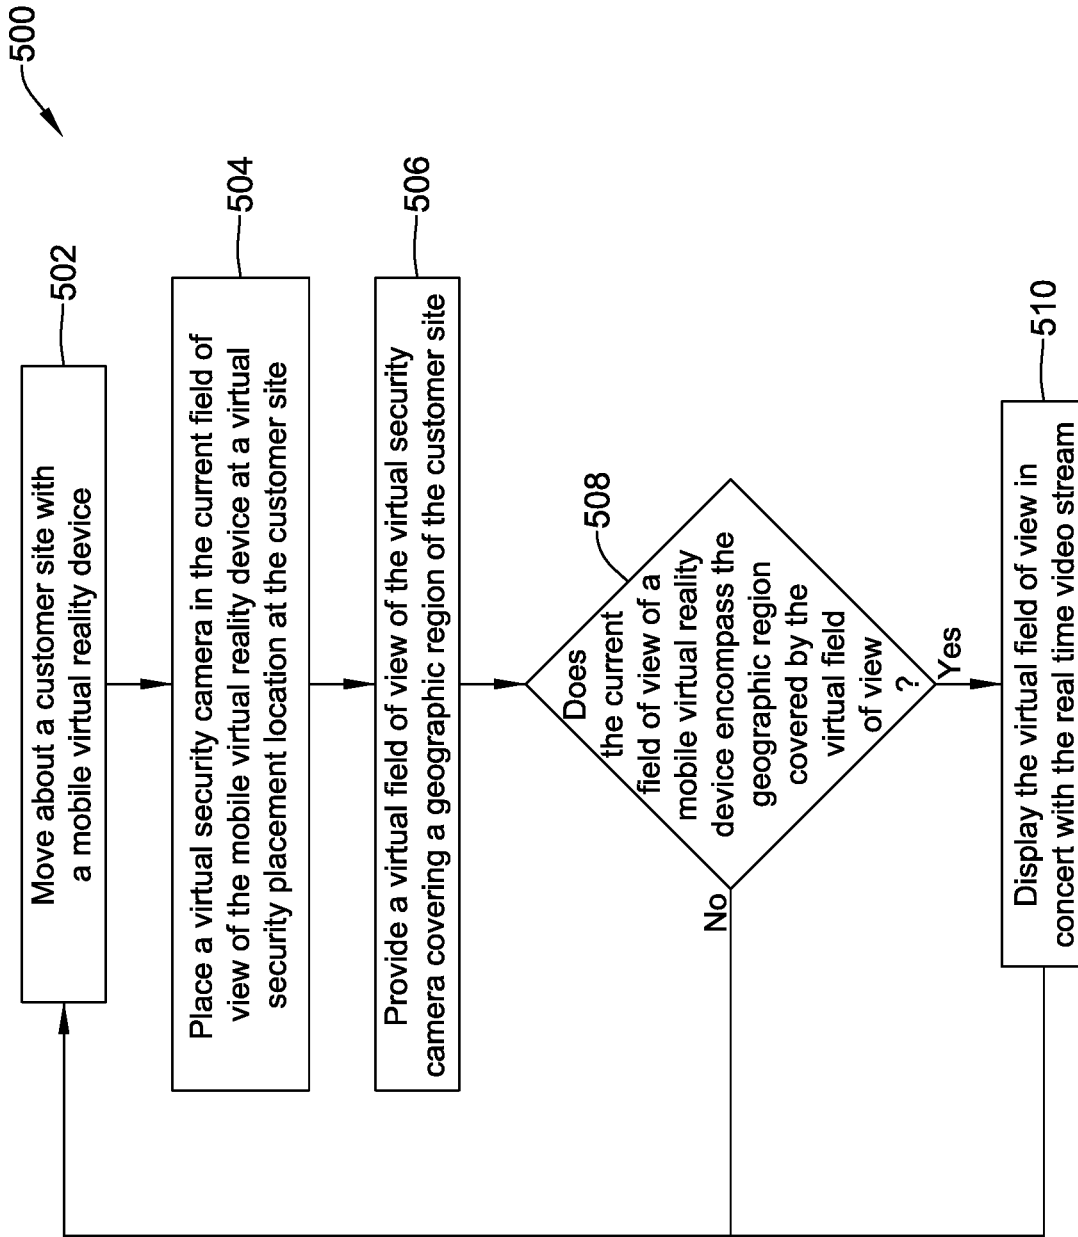 500
502
Move about a customer site with
a mobile virtual reality device
504
Place a virtual security camera in the current field of
view of the mobile virtual reality device at a virtual
security placement location at the customer site
506
Provide a virtual field of view of the virtual security
camera covering a geographic region of the customer site
508
Does
the current
field of view of a
mobile virtual reality
device encompass the
geographic region
covered by the
virtual field
of view
?
No
Yes
510
Display the virtual field of view in
concert with the real time video stream